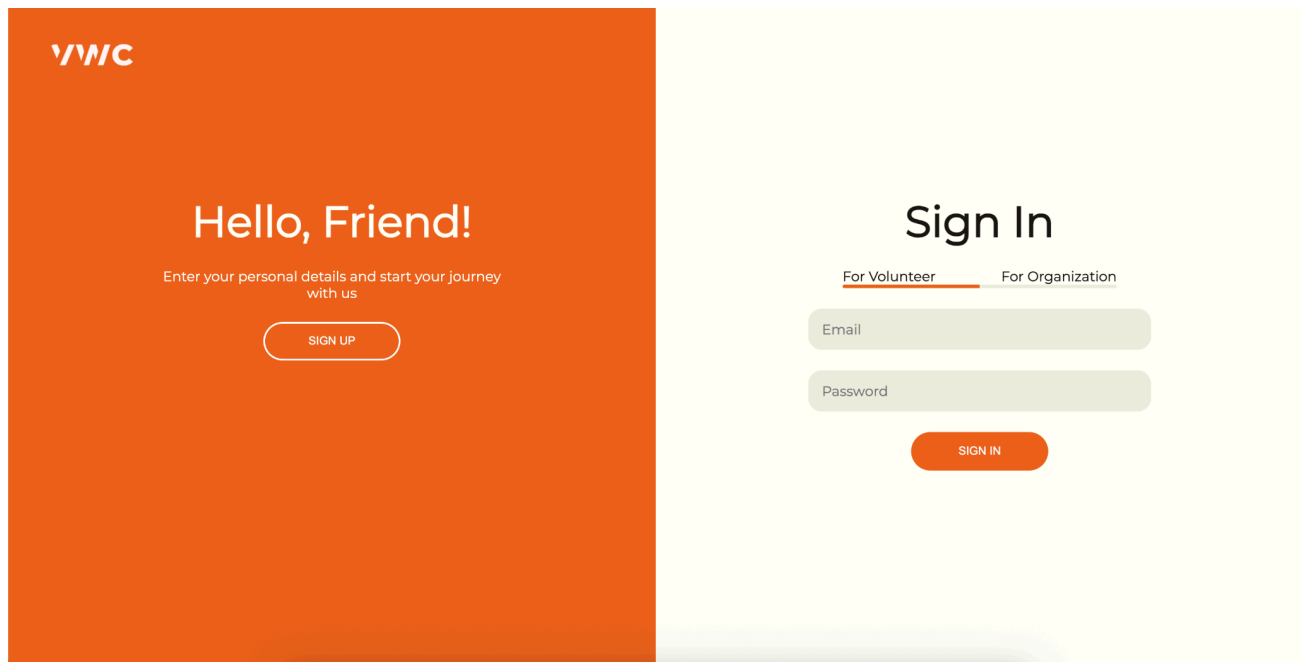 VWC
Hello, Friend!
Enter your personal details and start your journey
with us
SIGN UP
Sign In
For Volunteer For Organization
Email
Password
SIGN IN